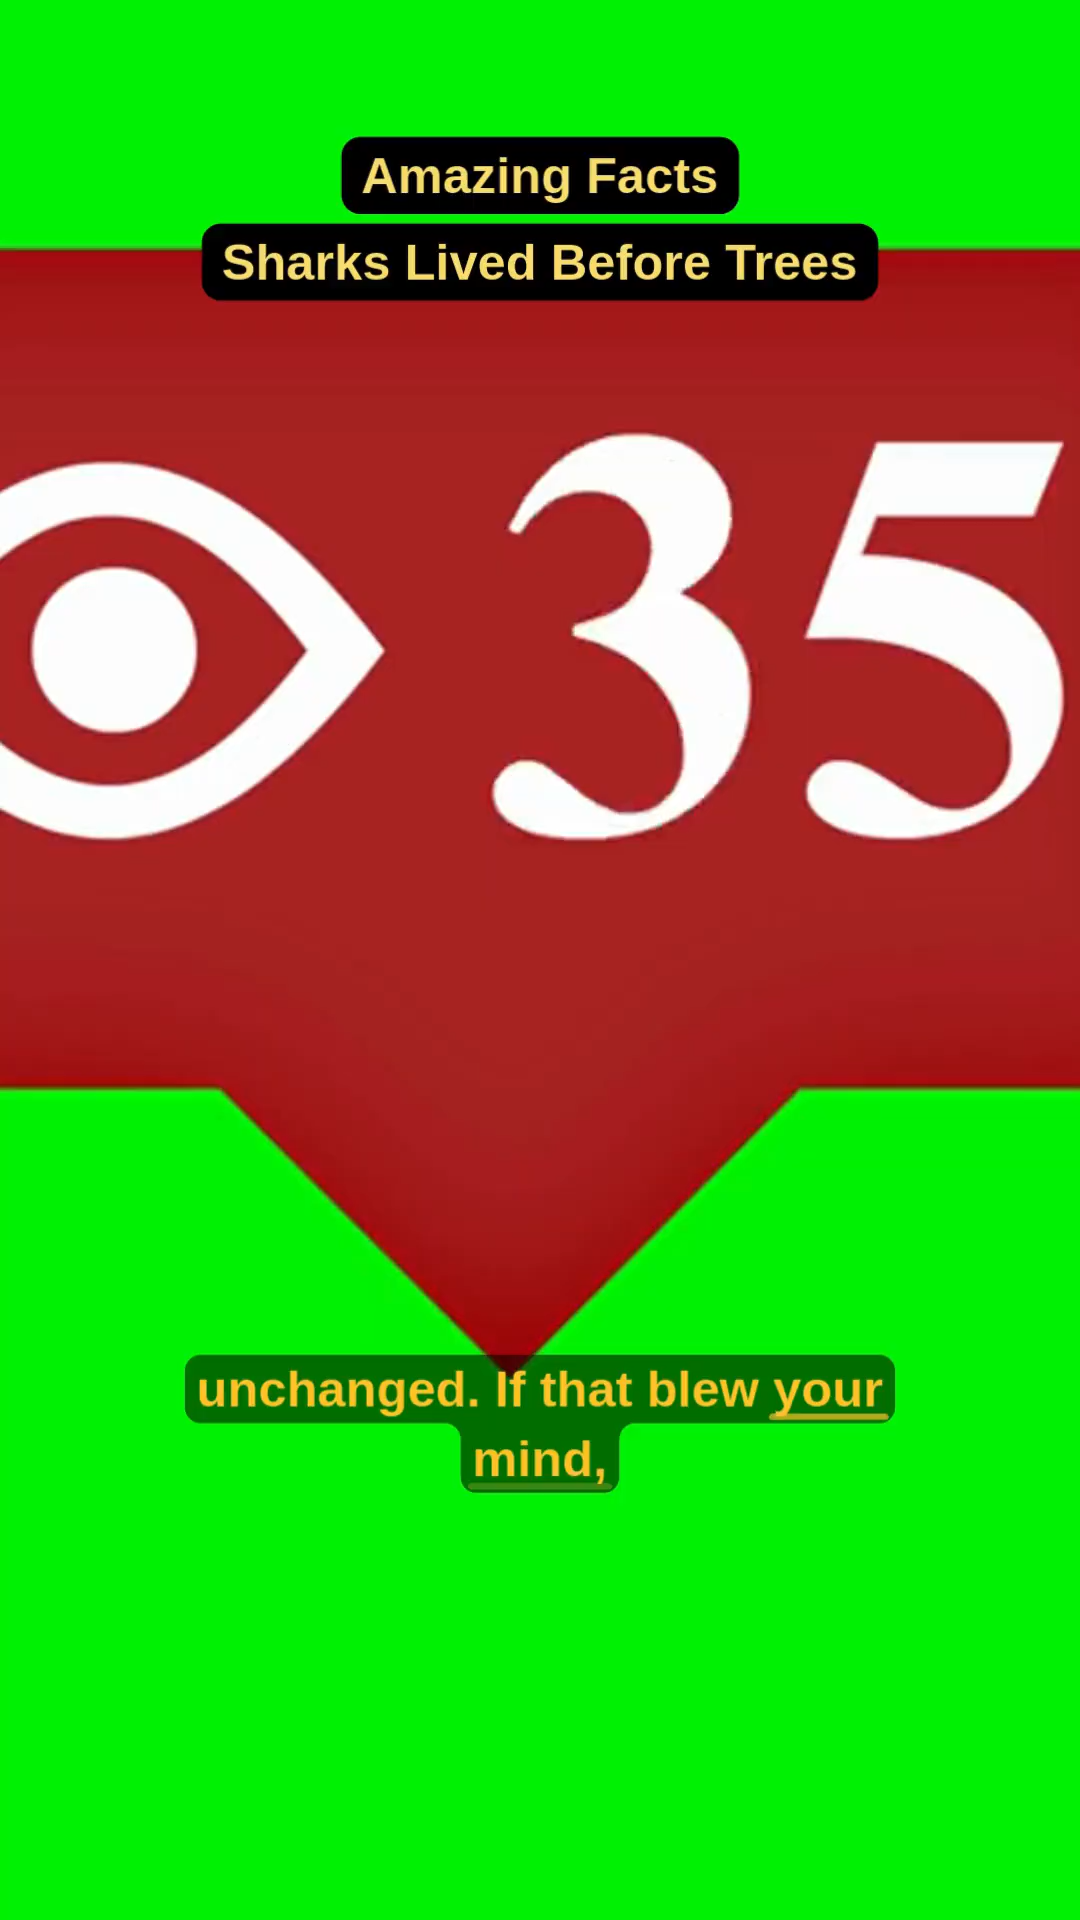 Amazing Facts
Sharks Lived Before Trees
35
unchanged. If that blew your
mind,